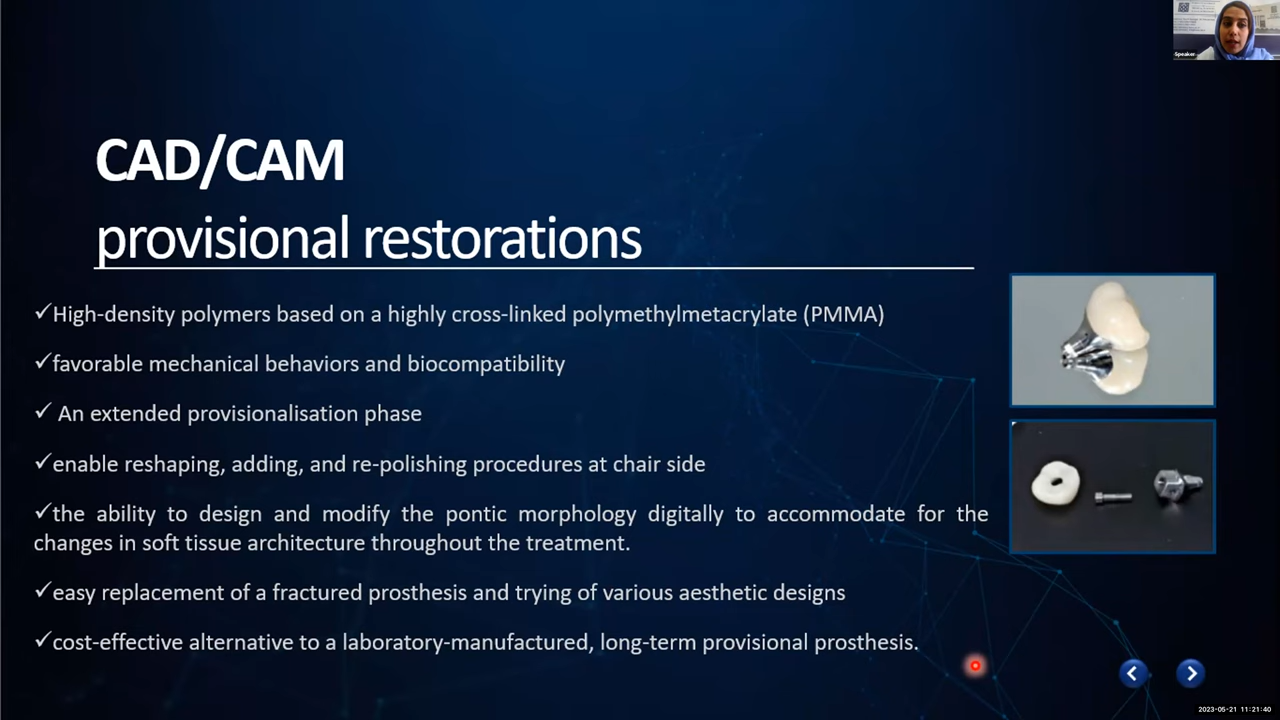 Speaker
CAD/CAM
provisional restorations
✓High-density polymers based on a highly cross-linked polymethylmetacrylate (PMMA)
✓favorable mechanical behaviors and biocompatibility
✓ An extended provisionalisation phase
✓enable reshaping, adding, and re-polishing procedures at chair side
✓the ability to design and modify the pontic morphology digitally to accommodate for the
changes in soft tissue architecture throughout the treatment.
✓easy replacement of a fractured prosthesis and trying of various aesthetic designs
✓cost-effective alternative to a laboratory-manufactured, long-term provisional prosthesis.
2023-05-21 11:21:40